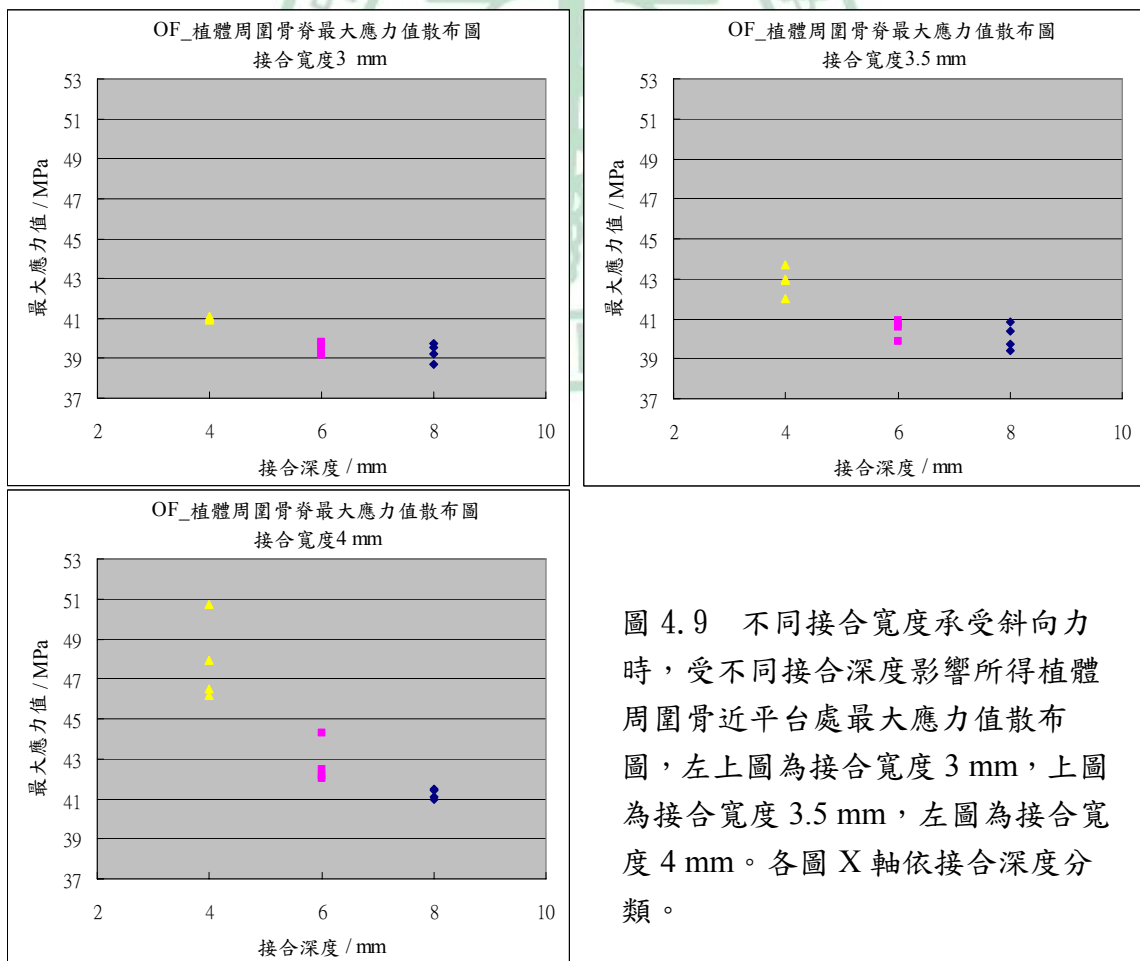 OF_植體周圍骨脊最大應力值散布圖
接合寬度3 mm
53
51
49
47
45
43
41
39
37
最大應力值 / MPa
2 4 6 8 10
接合深度 / mm
OF_植體周圍骨脊最大應力值散布圖
接合寬度3.5 mm
53
51
49
47
45
43
41
39
37
最大應力值 / MPa
2 4 6 8 10
接合深度 / mm
OF_植體周圍骨脊最大應力值散布圖
接合寬度4 mm
53
51
49
47
45
43
41
39
37
最大應力值 / MPa
2 4 6 8 10
接合深度 / mm
圖 4.9 不同接合寬度承受斜向力
時，受不同接合深度影響所得植體
周圍骨近平台處最大應力值散布
圖，左上圖為接合寬度 3 mm，上圖
為接合寬度 3.5 mm，左圖為接合寬
度 4 mm。各圖 X 軸依接合深度分
類。